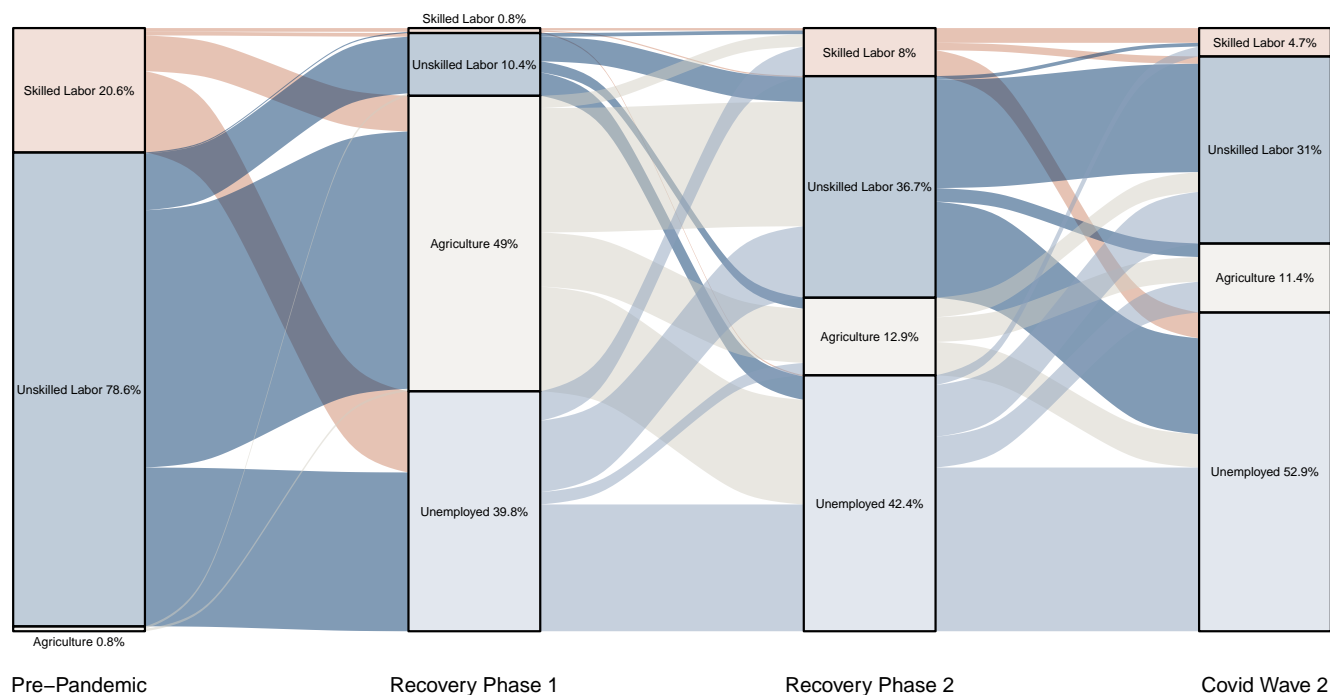 Skilled Labor 20.6%
Unskilled Labor 78.6%
Agriculture 0.8%
Skilled Labor 0.8%
Unskilled Labor 10.4%
Agriculture 49%
Unemployed 39.8%
Skilled Labor 8%
Unskilled Labor 36.7%
Agriculture 12.9%
Unemployed 42.4%
Skilled Labor 4.7%
Unskilled Labor 31%
Agriculture 11.4%
Unemployed 52.9%
Pre−Pandemic
Recovery Phase 1
Recovery Phase 2
Covid Wave 2